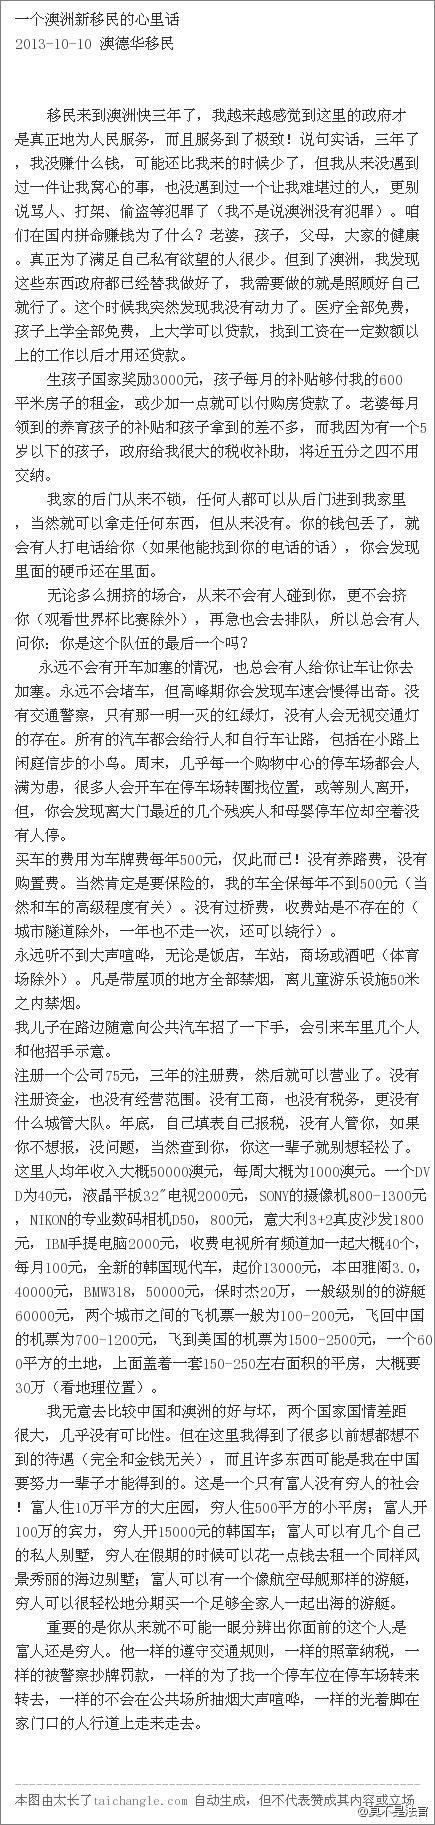 一个澳洲新移民的心里话
2013-10-10 澳德华移民
移民来到澳洲快三年了，我越来越感觉到这里的政府才
是真正地为人民服务，而且服务到了极致！说句实话，三年了
，我没赚什么钱，可能还比我来的时候少了，但我从来没遇到
过一件让我窝心的事，也没遇到过一个让我难堪过的人，更别
说骂人、打架、偷盗等犯罪了（我不是说澳洲没有犯罪）。咱
们在国内拼命赚钱为了什么？老婆，孩子，父母，大家的健康
。真正为了满足自己私有欲望的人很少。但到了澳洲，我发现
这些东西政府都已经替我做好了，我需要做的就是照顾好自己
就行了。这个时候我突然发现我没有动力了。医疗全部免费，
孩子上学全部免费，上大学可以贷款，找到工资在一定数额以
上的工作以后才用还贷款。
生孩子国家奖励3000元，孩子每月的补贴够付我的600
平米房子的租金，或少加一点就可以付购房贷款了。老婆每月
领到的养育孩子的补贴和孩子拿到的差不多，而我因为有一个5
岁以下的孩子，政府给我很大的税收补助，将近五分之四不用
交纳。
我家的后门从来不锁，任何人都可以从后门进到我家里
，当然就可以拿走任何东西，但从来没有。你的钱包丢了，就
会有人打电话给你（如果他能找到你的电话的话），你会发现
里面的硬币还在里面。
无论多么拥挤的场合，从来不会有人碰到你，更不会挤
你（观看世界杯比赛除外），再急也会去排队，所以总会有人
问你：你是这个队伍的最后一个吗？
永远不会有开车加塞的情况，也总会有人给你让车让你去
加塞。永远不会堵车，但高峰期你会发现车速会慢得出奇。没
有交通警察，只有那一明一灭的红绿灯，没有人会无视交通灯
的存在。所有的汽车都会给行人和自行车让路，包括在小路上
闲庭信步的小鸟。周末，几乎每一个购物中心的停车场都会人
满为患，很多人会开车在停车场转圈找位置，或等别人离开，
但，你会发现离大门最近的几个残疾人和母婴停车位却空着没
有人停。
买车的费用为车牌费每年500元，仅此而已！没有养路费，没有
购置费。当然肯定是要保险的，我的车全保每年不到500元（当
然和车的高级程度有关）。没有过桥费，收费站是不存在的（
城市隧道除外，一年也不走一次，还可以绕行）。
永远听不到大声喧哗，无论是饭店，车站，商场或酒吧（体育
场除外）。凡是带屋顶的地方全部禁烟，离儿童游乐设施50米
之内禁烟。
我儿子在路边随意向公共汽车招了一下手，会引来车里几个人
和他招手示意。
注册一个公司75元，三年的注册费，然后就可以营业了。没有
注册资金，也没有经营范围。没有工商，也没有税务，更没有
什么城管大队。年底，自己填表自己报税，没有人管你，如果
你不想报，没问题，当然查到你，你这一辈子就别想轻松了。
这里人均年收入大概50000澳元，每周大概为1000澳元。一个DV
D为40元，液晶平板32″电视2000元，SONY的摄像机800-1300元
，NIKON的专业数码相机D50，800元，意大利3+2真皮沙发1800
元，IBM手提电脑2000元，收费电视所有频道加一起大概40个，
每月100元，全新的韩国现代车，起价13000元，本田雅阁3.0，
40000元，BMW318，50000元，保时杰20万，一般级别的的游艇
60000元，两个城市之间的飞机票一般为100-200元，飞回中国
的机票为700-1200元，飞到美国的机票为1500-2500元，一个60
0平方的土地，上面盖着一套150-250左右面积的平房，大概要
30万（看地理位置）。
我无意去比较中国和澳洲的好与坏，两个国家国情差距
很大，几乎没有可比性。但在这里我得到了很多以前想都想不
到的待遇（完全和金钱无关），而且许多东西可能是我在中国
要努力一辈子才能得到的。这是一个只有富人没有穷人的社会
！富人住10万平方的大庄园，穷人住500平方的小平房；富人开
100万的宾力，穷人开15000元的韩国车；富人可以有几个自己
的私人别墅，穷人在假期的时候可以花一点钱去租一个同样风
景秀丽的海边别墅；富人可以有一个像航空母舰那样的游艇，
穷人可以很轻松地分期买一个足够全家人一起出海的游艇。
重要的是你从来就不可能一眼分辨出你面前的这个人是
富人还是穷人。他一样的遵守交通规则，一样的照章纳税，一
样的被警察抄牌罚款，一样的为了找一个停车位在停车场转来
转去，一样的不会在公共场所抽烟大声喧哗，一样的光着脚在
家门口的人行道上走来走去。
本图由太长了taichangle.com 自动生成，但不代表赞成其内容或立场
@真不是法官